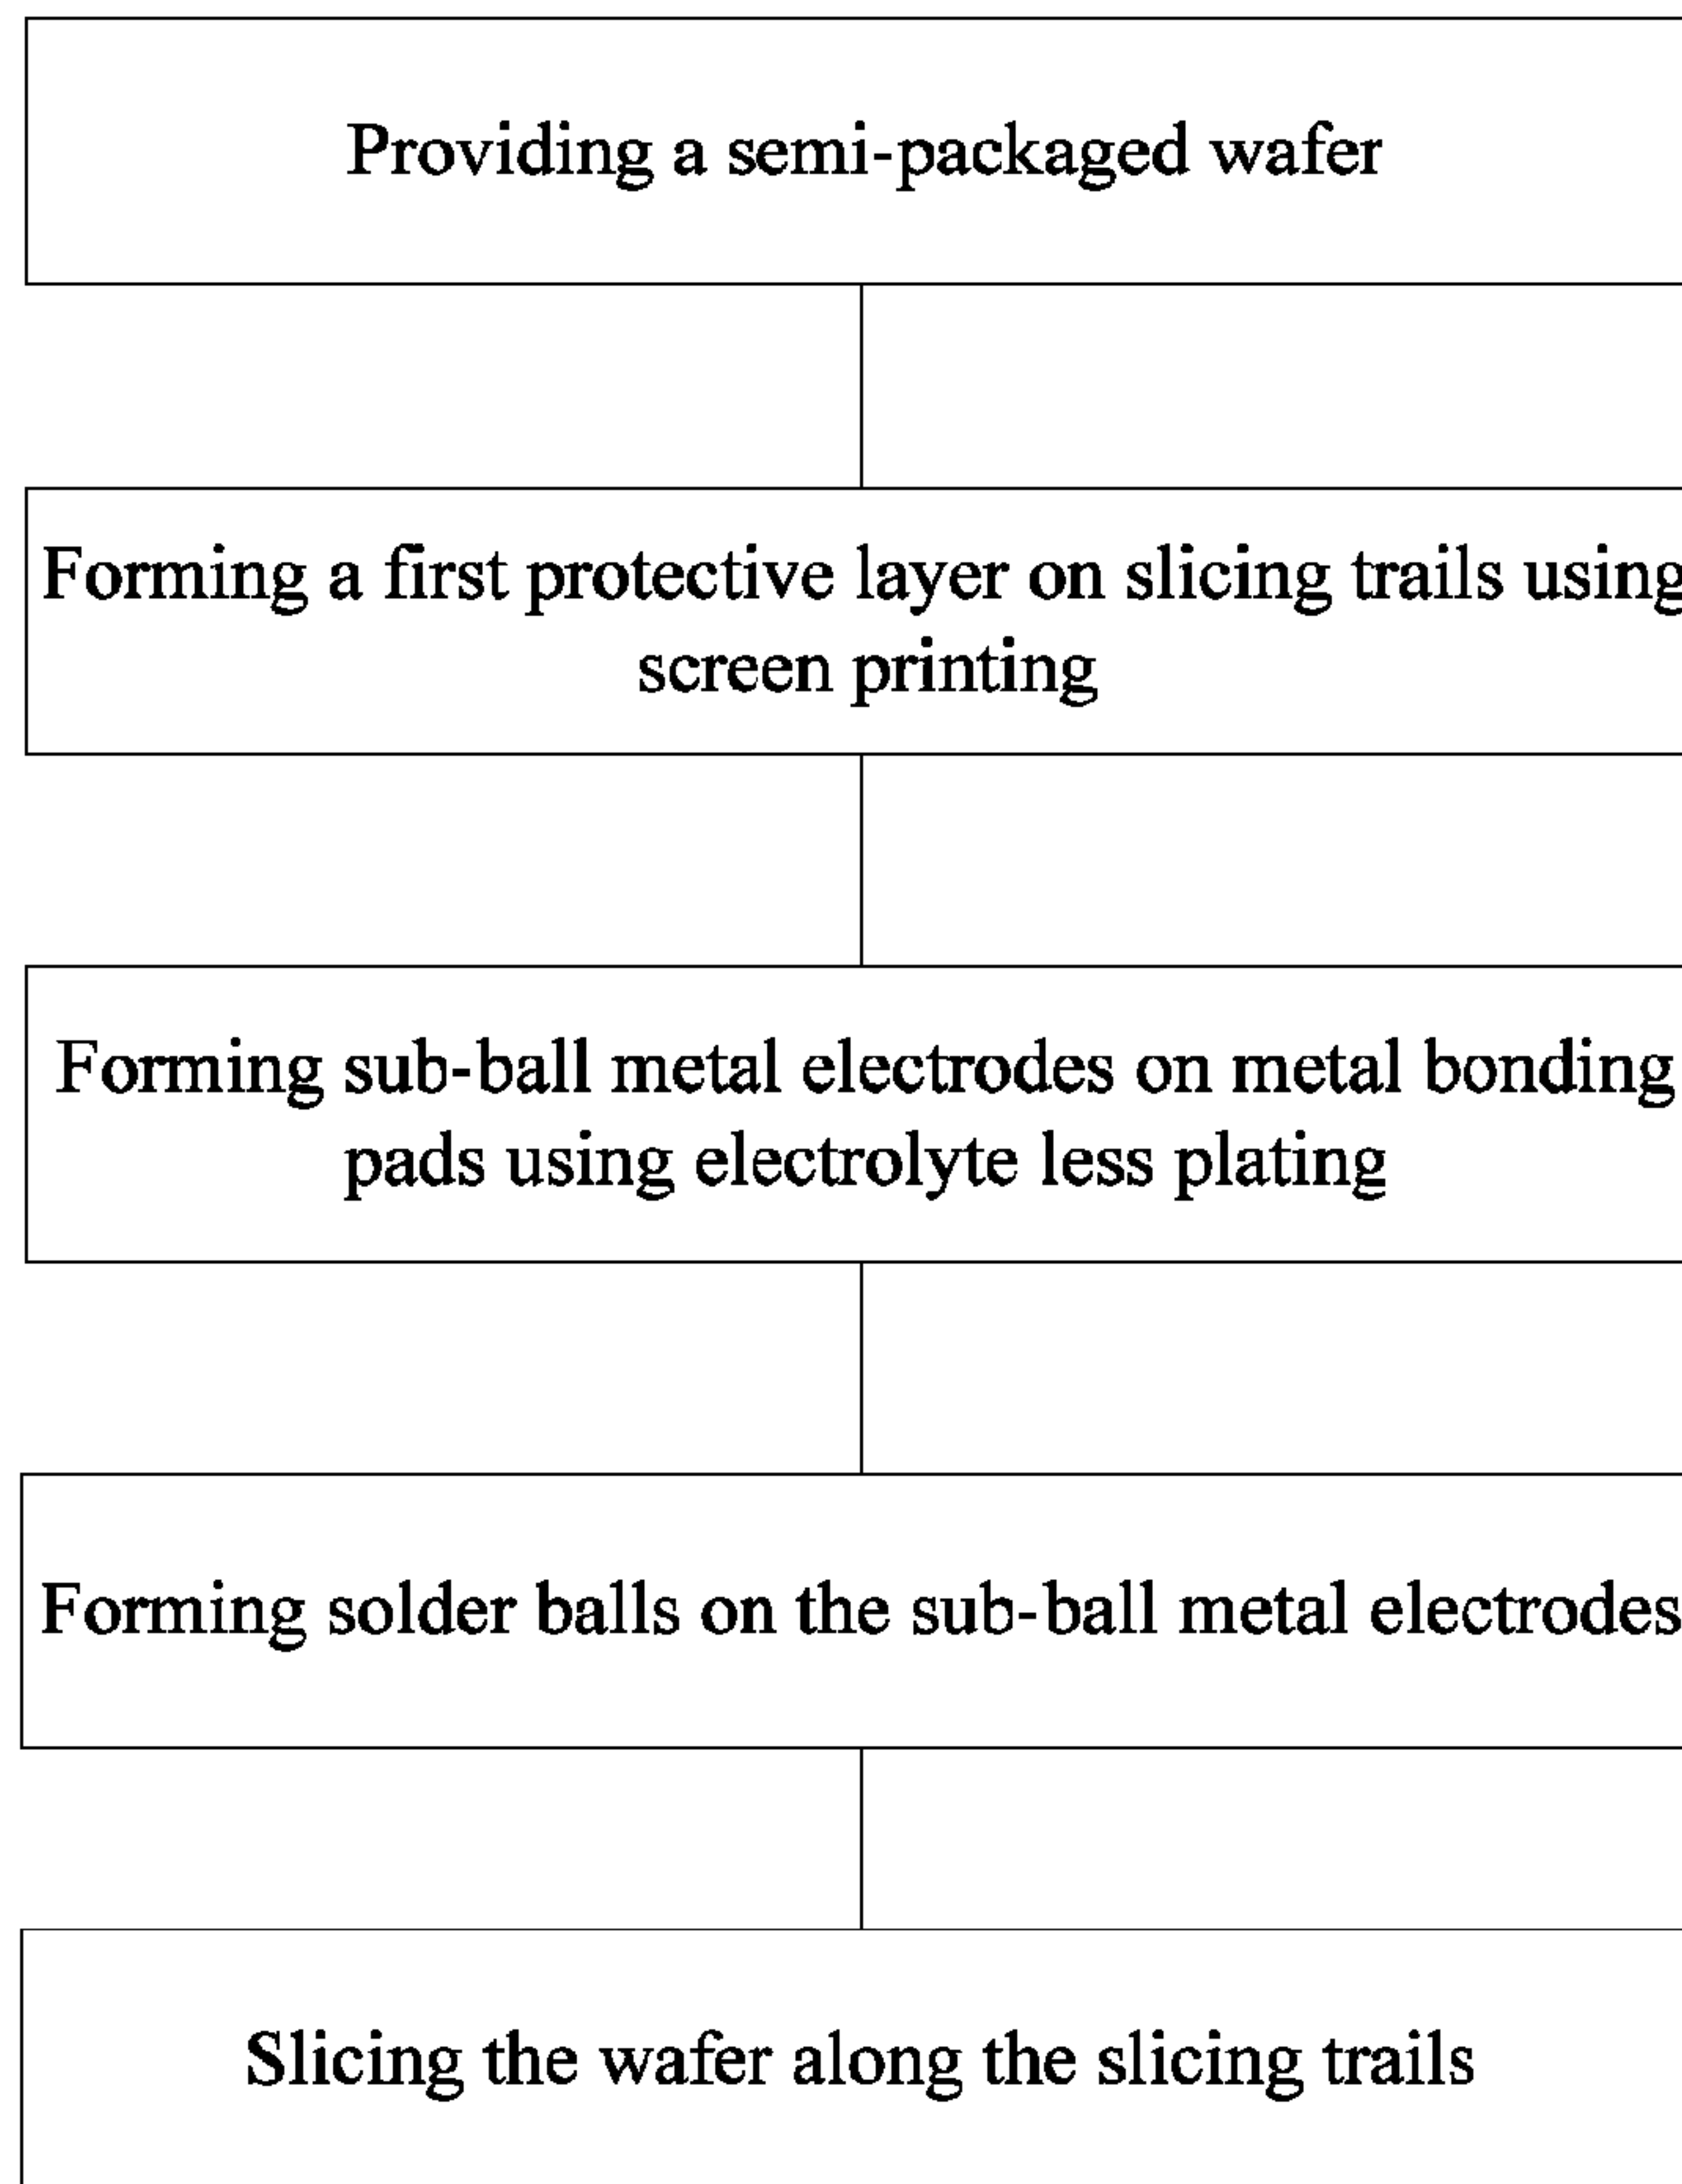 Providing a semi-packaged wafer
Forming a first protective layer on slicing trails using
screen printing
Forming sub-ball metal electrodes on metal bonding
pads using electrolyte less plating
Forming solder balls on the sub-ball metal electrodes
Slicing the wafer along the slicing trails